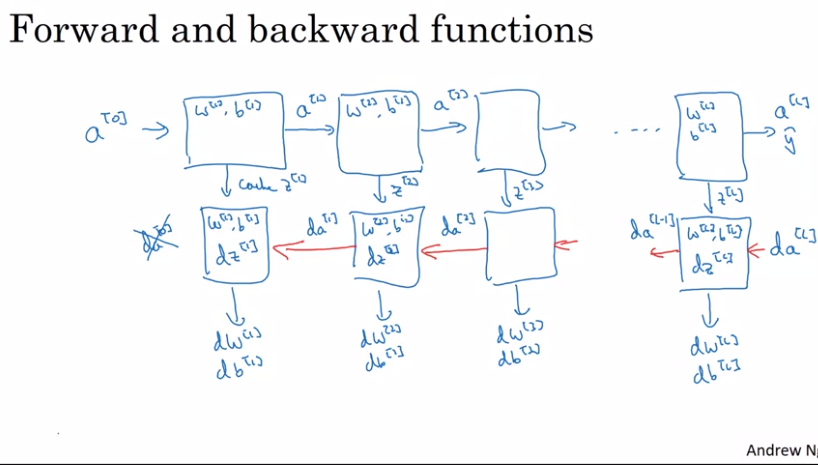 Forward and backward functions
a^[0] → w^[1], b^[1] a^[1] → w^[2], b^[2] a^[2] → → .... w^[L] → a^[L]
b^[L] ŷ
cache z^[1] z^[2] z^[3] z^[L]
da^[0] w^[1], b^[1] da^[1] w^[2], b^[2] da^[2] da^[L-1] w^[L], b^[L] da^[L]
dz^[1] dz^[2] dz^[L]
dw^[1] dw^[2] dw^[3] dw^[L]
db^[1] db^[2] db^[3] db^[L]
Andrew Ng